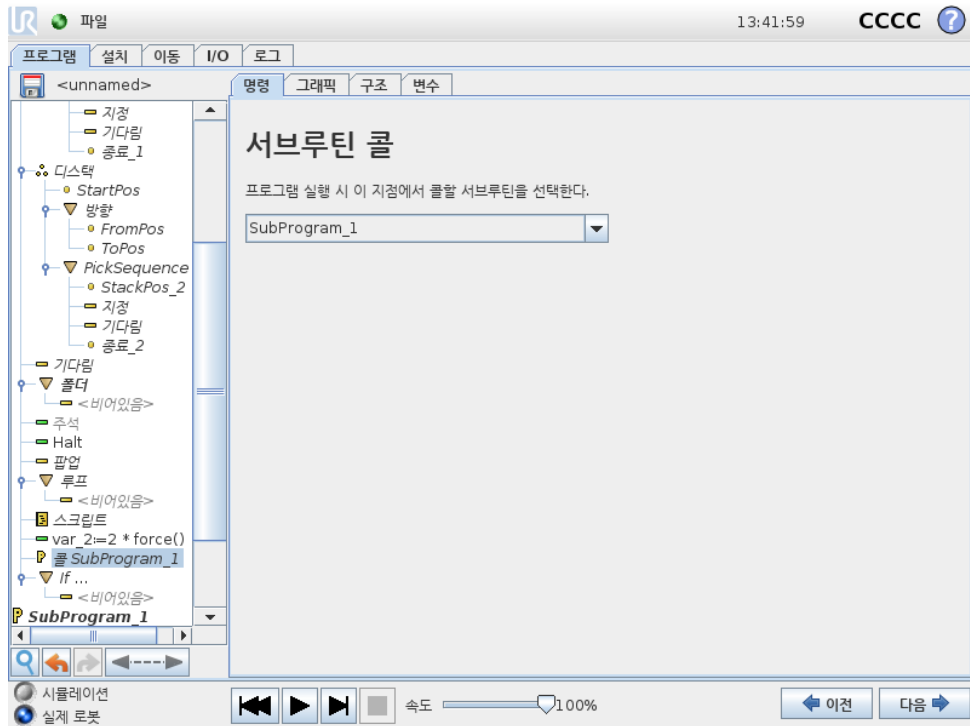 UR 파일 13:41:59 CCCC ?
프로그램 설치 이동 I/O 로그
<unnamed> 명령 그래픽 구조 변수
지정
기다림
종료_1
디스택
StartPos
방향
FromPos
ToPos
PickSequence
StackPos_2
지정
기다림
종료_2
기다림
폴더
<비어있음>
주석
Halt
팝업
루프
<비어있음>
스크립트
var_2:=2 * force()
콜 SubProgram_1
If ...
<비어있음>
SubProgram_1
서브루틴 콜
프로그램 실행 시 이 지점에서 콜할 서브루틴을 선택한다.
SubProgram_1
시뮬레이션
실제 로봇
속도 100%
이전 다음